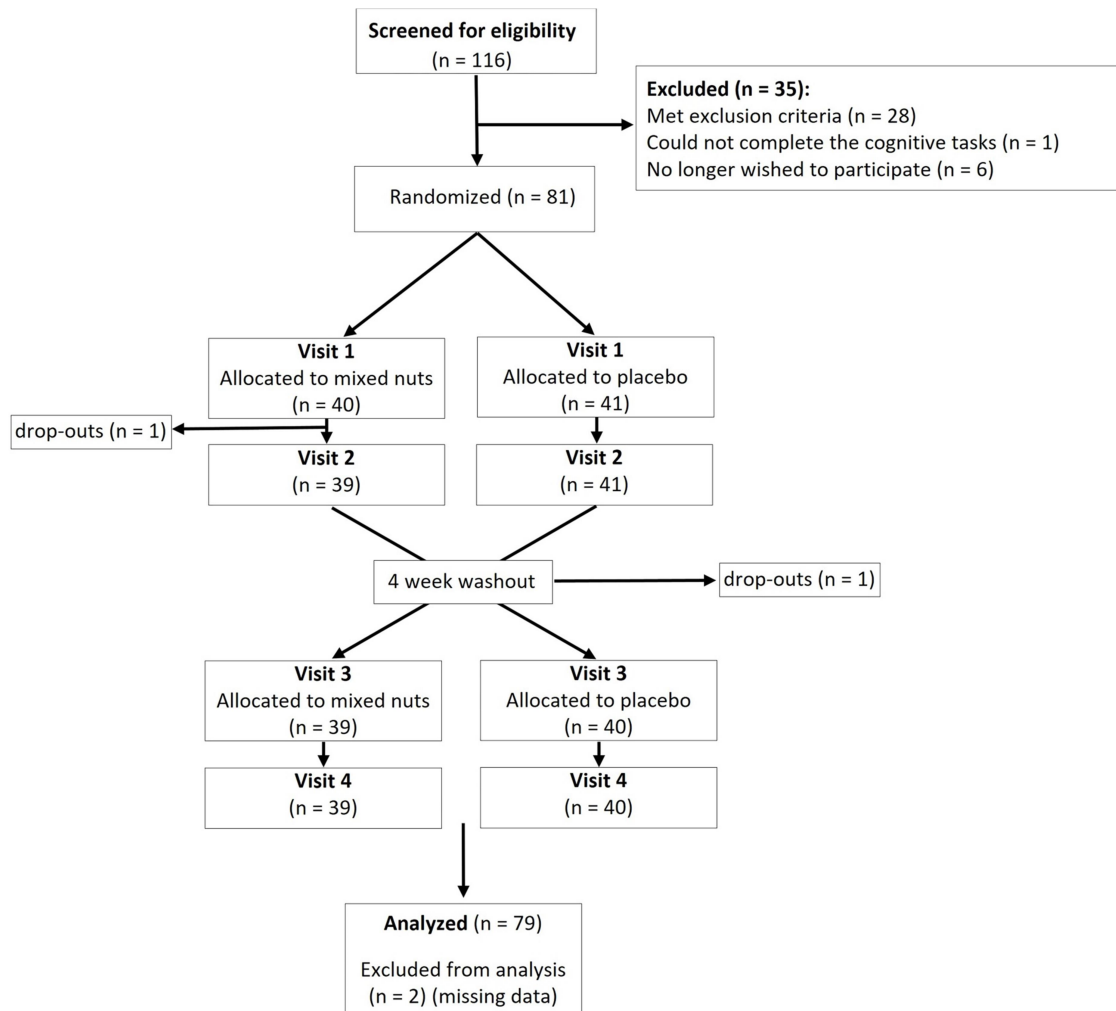 Screened for eligibility
(n = 116)
Excluded (n = 35):
Met exclusion criteria (n = 28)
Could not complete the cognitive tasks (n = 1)
No longer wished to participate (n = 6)
Randomized (n = 81)
Visit 1
Allocated to mixed nuts
(n = 40)
Visit 1
Allocated to placebo
(n = 41)
drop-outs (n = 1)
Visit 2
(n = 39)
Visit 2
(n = 41)
4 week washout
drop-outs (n = 1)
Visit 3
Allocated to mixed nuts
(n = 39)
Visit 3
Allocated to placebo
(n = 40)
Visit 4
(n = 39)
Visit 4
(n = 40)
Analyzed (n = 79)
Excluded from analysis
(n = 2) (missing data)